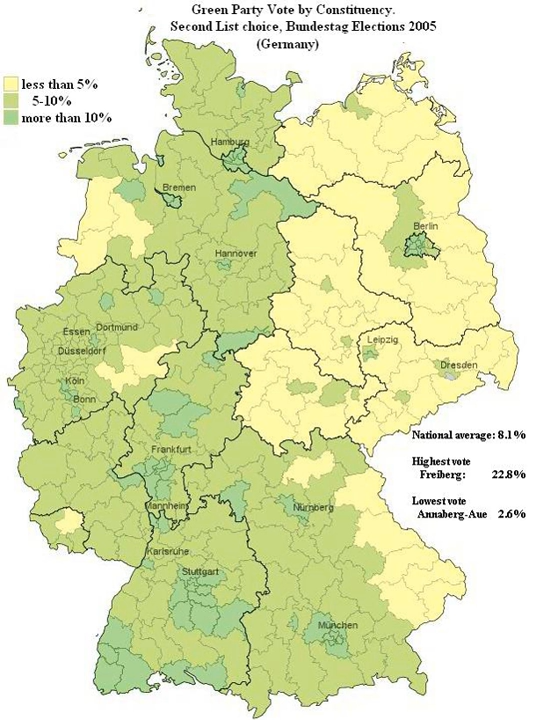 Green Party Vote by Constituency.
Second List choice, Bundestag Elections 2005
(Germany)
less than 5%
5-10%
more than 10%
Hamburg
Bremen
Berlin
Hannover
Essen
Dortmund
Düsseldorf
Leipzig
Dresden
Köln
Bonn
National average: 8.1%
Frankfurt
Highest vote
Freiberg: 22.8%
Lowest vote
Annaberg-Aue 2.6%
Mannheim
Nürnberg
Karlsruhe
Stuttgart
München